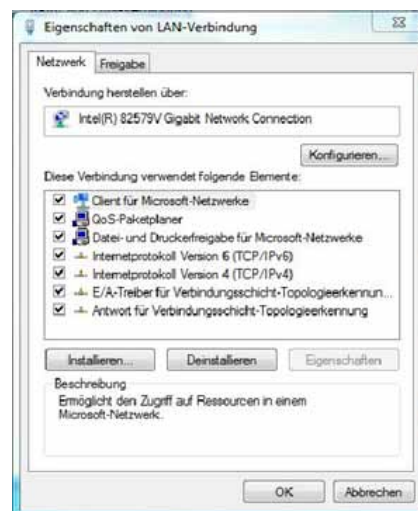 Eigenschaften von LAN-Verbindung
Netzwerk
Freigabe
Verbindung herstellen über:
Intel(R) 82579V Gigabit Network Connection
Konfigurieren...
Diese Verbindung verwendet folgende Elemente:
Client für Microsoft-Netzwerke
QoS-Paketplaner
Datei- und Druckerfreigabe für Microsoft-Netzwerke
Internetprotokoll Version 6 (TCP/IPv6)
Internetprotokoll Version 4 (TCP/IPv4)
E/A-Treiber für Verbindungsschicht-Topologieerkennun...
Antwort für Verbindungsschicht-Topologieerkennung
Installieren... Deinstallieren Eigenschaften
Beschreibung
Ermöglicht den Zugriff auf Ressourcen in einem
Microsoft-Netzwerk.
OK Abbrechen